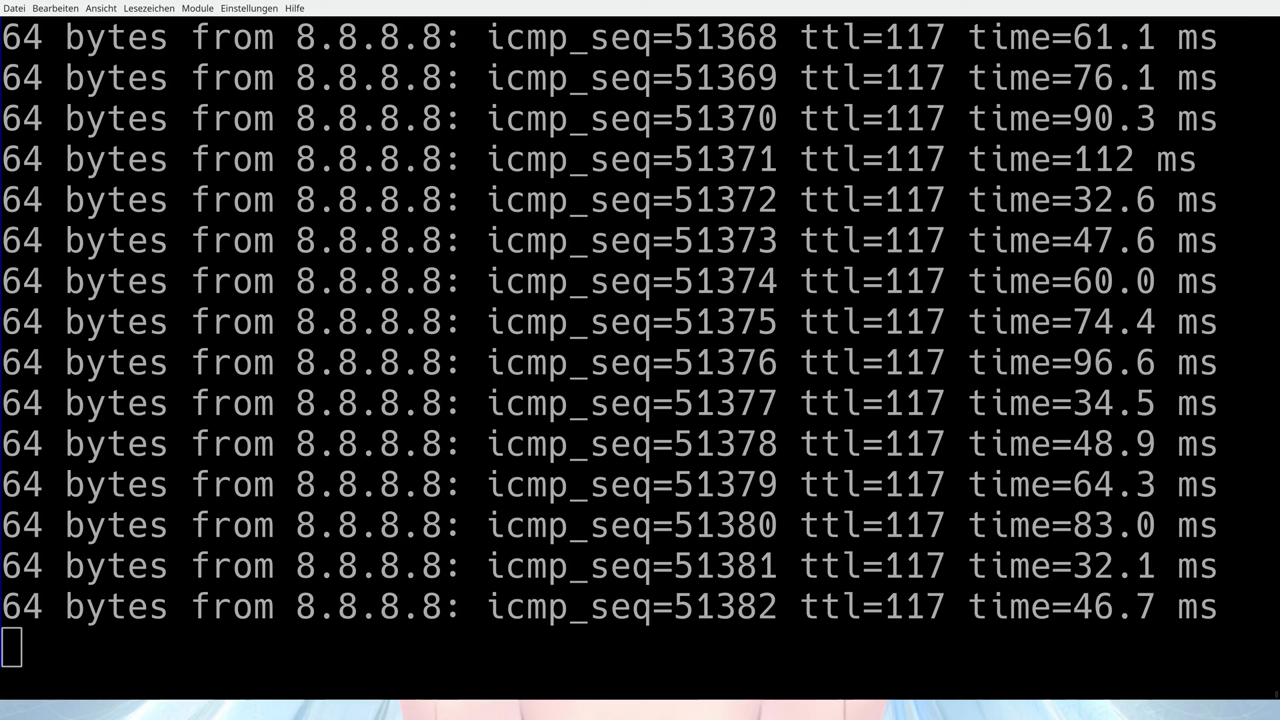 Datei Bearbeiten Ansicht Lesezeichen Module Einstellungen Hilfe
64 bytes from 8.8.8.8: icmp_seq=51368 ttl=117 time=61.1 ms
64 bytes from 8.8.8.8: icmp_seq=51369 ttl=117 time=76.1 ms
64 bytes from 8.8.8.8: icmp_seq=51370 ttl=117 time=90.3 ms
64 bytes from 8.8.8.8: icmp_seq=51371 ttl=117 time=112 ms
64 bytes from 8.8.8.8: icmp_seq=51372 ttl=117 time=32.6 ms
64 bytes from 8.8.8.8: icmp_seq=51373 ttl=117 time=47.6 ms
64 bytes from 8.8.8.8: icmp_seq=51374 ttl=117 time=60.0 ms
64 bytes from 8.8.8.8: icmp_seq=51375 ttl=117 time=74.4 ms
64 bytes from 8.8.8.8: icmp_seq=51376 ttl=117 time=96.6 ms
64 bytes from 8.8.8.8: icmp_seq=51377 ttl=117 time=34.5 ms
64 bytes from 8.8.8.8: icmp_seq=51378 ttl=117 time=48.9 ms
64 bytes from 8.8.8.8: icmp_seq=51379 ttl=117 time=64.3 ms
64 bytes from 8.8.8.8: icmp_seq=51380 ttl=117 time=83.0 ms
64 bytes from 8.8.8.8: icmp_seq=51381 ttl=117 time=32.1 ms
64 bytes from 8.8.8.8: icmp_seq=51382 ttl=117 time=46.7 ms